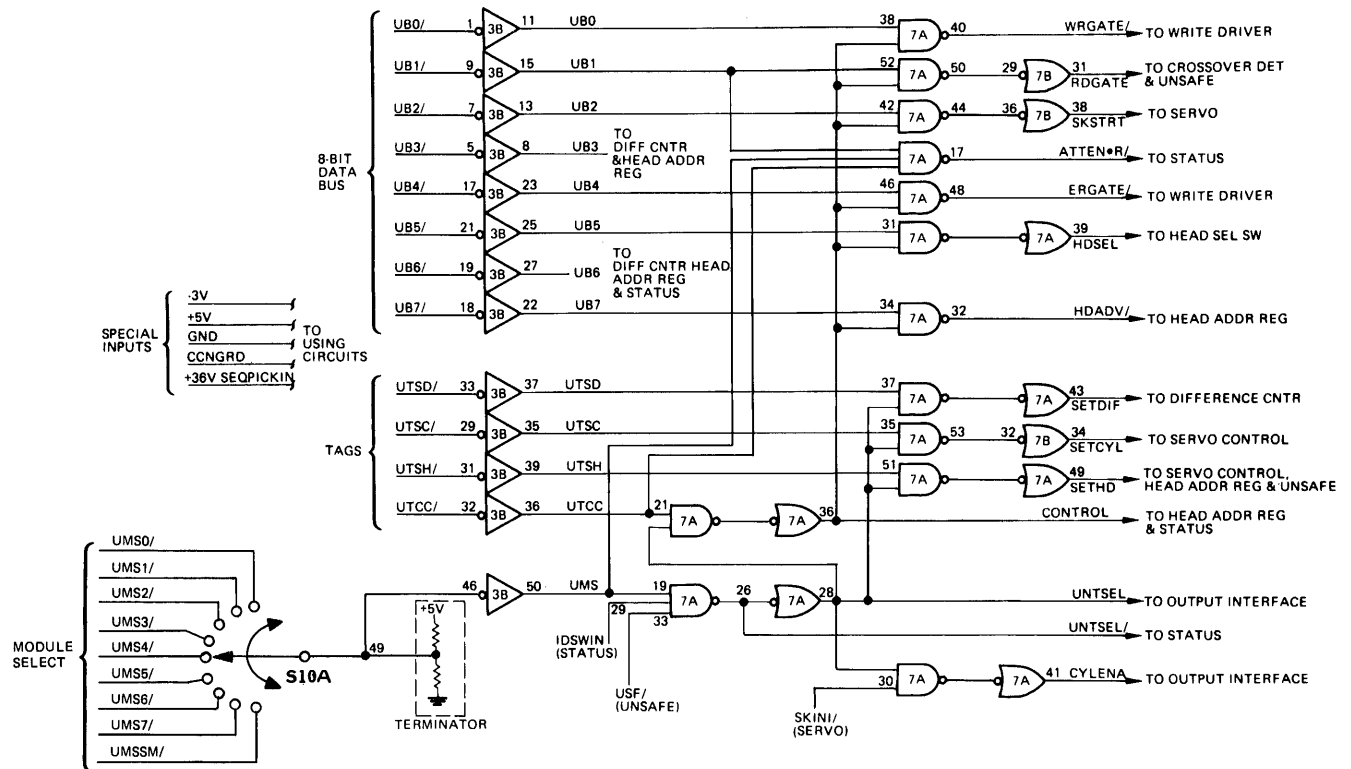 8-BIT
DATA
BUS
UB0/ 1 3B 11 UB0 38 7A 40 WRGATE/ TO WRITE DRIVER
UB1/ 9 3B 15 UB1 52 7A 50 29 7B 31 RDGATE TO CROSSOVER DET
& UNSAFE
UB2/ 7 3B 13 UB2 42 7A 44 36 7B 38 SKSTRT TO SERVO
UB3/ 5 3B 8 UB3 TO
DIFF CNTR
&HEAD ADDR
REG
7A 17 ATTEN•R/ TO STATUS
UB4/ 17 3B 23 UB4 46 7A 48 ERGATE/ TO WRITE DRIVER
UB5/ 21 3B 25 UB5 31 7A 7A 39 HDSEL TO HEAD SEL SW
UB6/ 19 3B 27 UB6 TO
DIFF CNTR HEAD
ADDR REG
& STATUS
UB7/ 18 3B 22 UB7 34 7A 32 HDADV/ TO HEAD ADDR REG
SPECIAL
INPUTS
-3V
+5V
GND
CCNGRD
+36V SEQPICKIN
TO
USING
CIRCUITS
TAGS
UTSD/ 33 3B 37 UTSD 37 7A 7A 43 SETDIF TO DIFFERENCE CNTR
UTSC/ 29 3B 35 UTSC 35 7A 53 32 7B 34 SETCYL TO SERVO CONTROL
UTSH/ 31 3B 39 UTSH 51 7A 7A 49 SETHD TO SERVO CONTROL,
HEAD ADDR REG & UNSAFE
UTCC/ 32 3B 36 UTCC 21 7A 7A 36 CONTROL TO HEAD ADDR REG
& STATUS
MODULE
SELECT
UMS0/
UMS1/
UMS2/
UMS3/
UMS4/
UMS5/
UMS6/
UMS7/
UMSSM/
S10A
49
46 3B 50 UMS 19 29 33 7A 26 7A 28 UNTSEL TO OUTPUT INTERFACE
+5V
TERMINATOR
IDSWIN
(STATUS)
USF/
(UNSAFE)
UNTSEL/ TO STATUS
30 7A 7A 41 CYLENA TO OUTPUT INTERFACE
SKINI/
(SERVO)